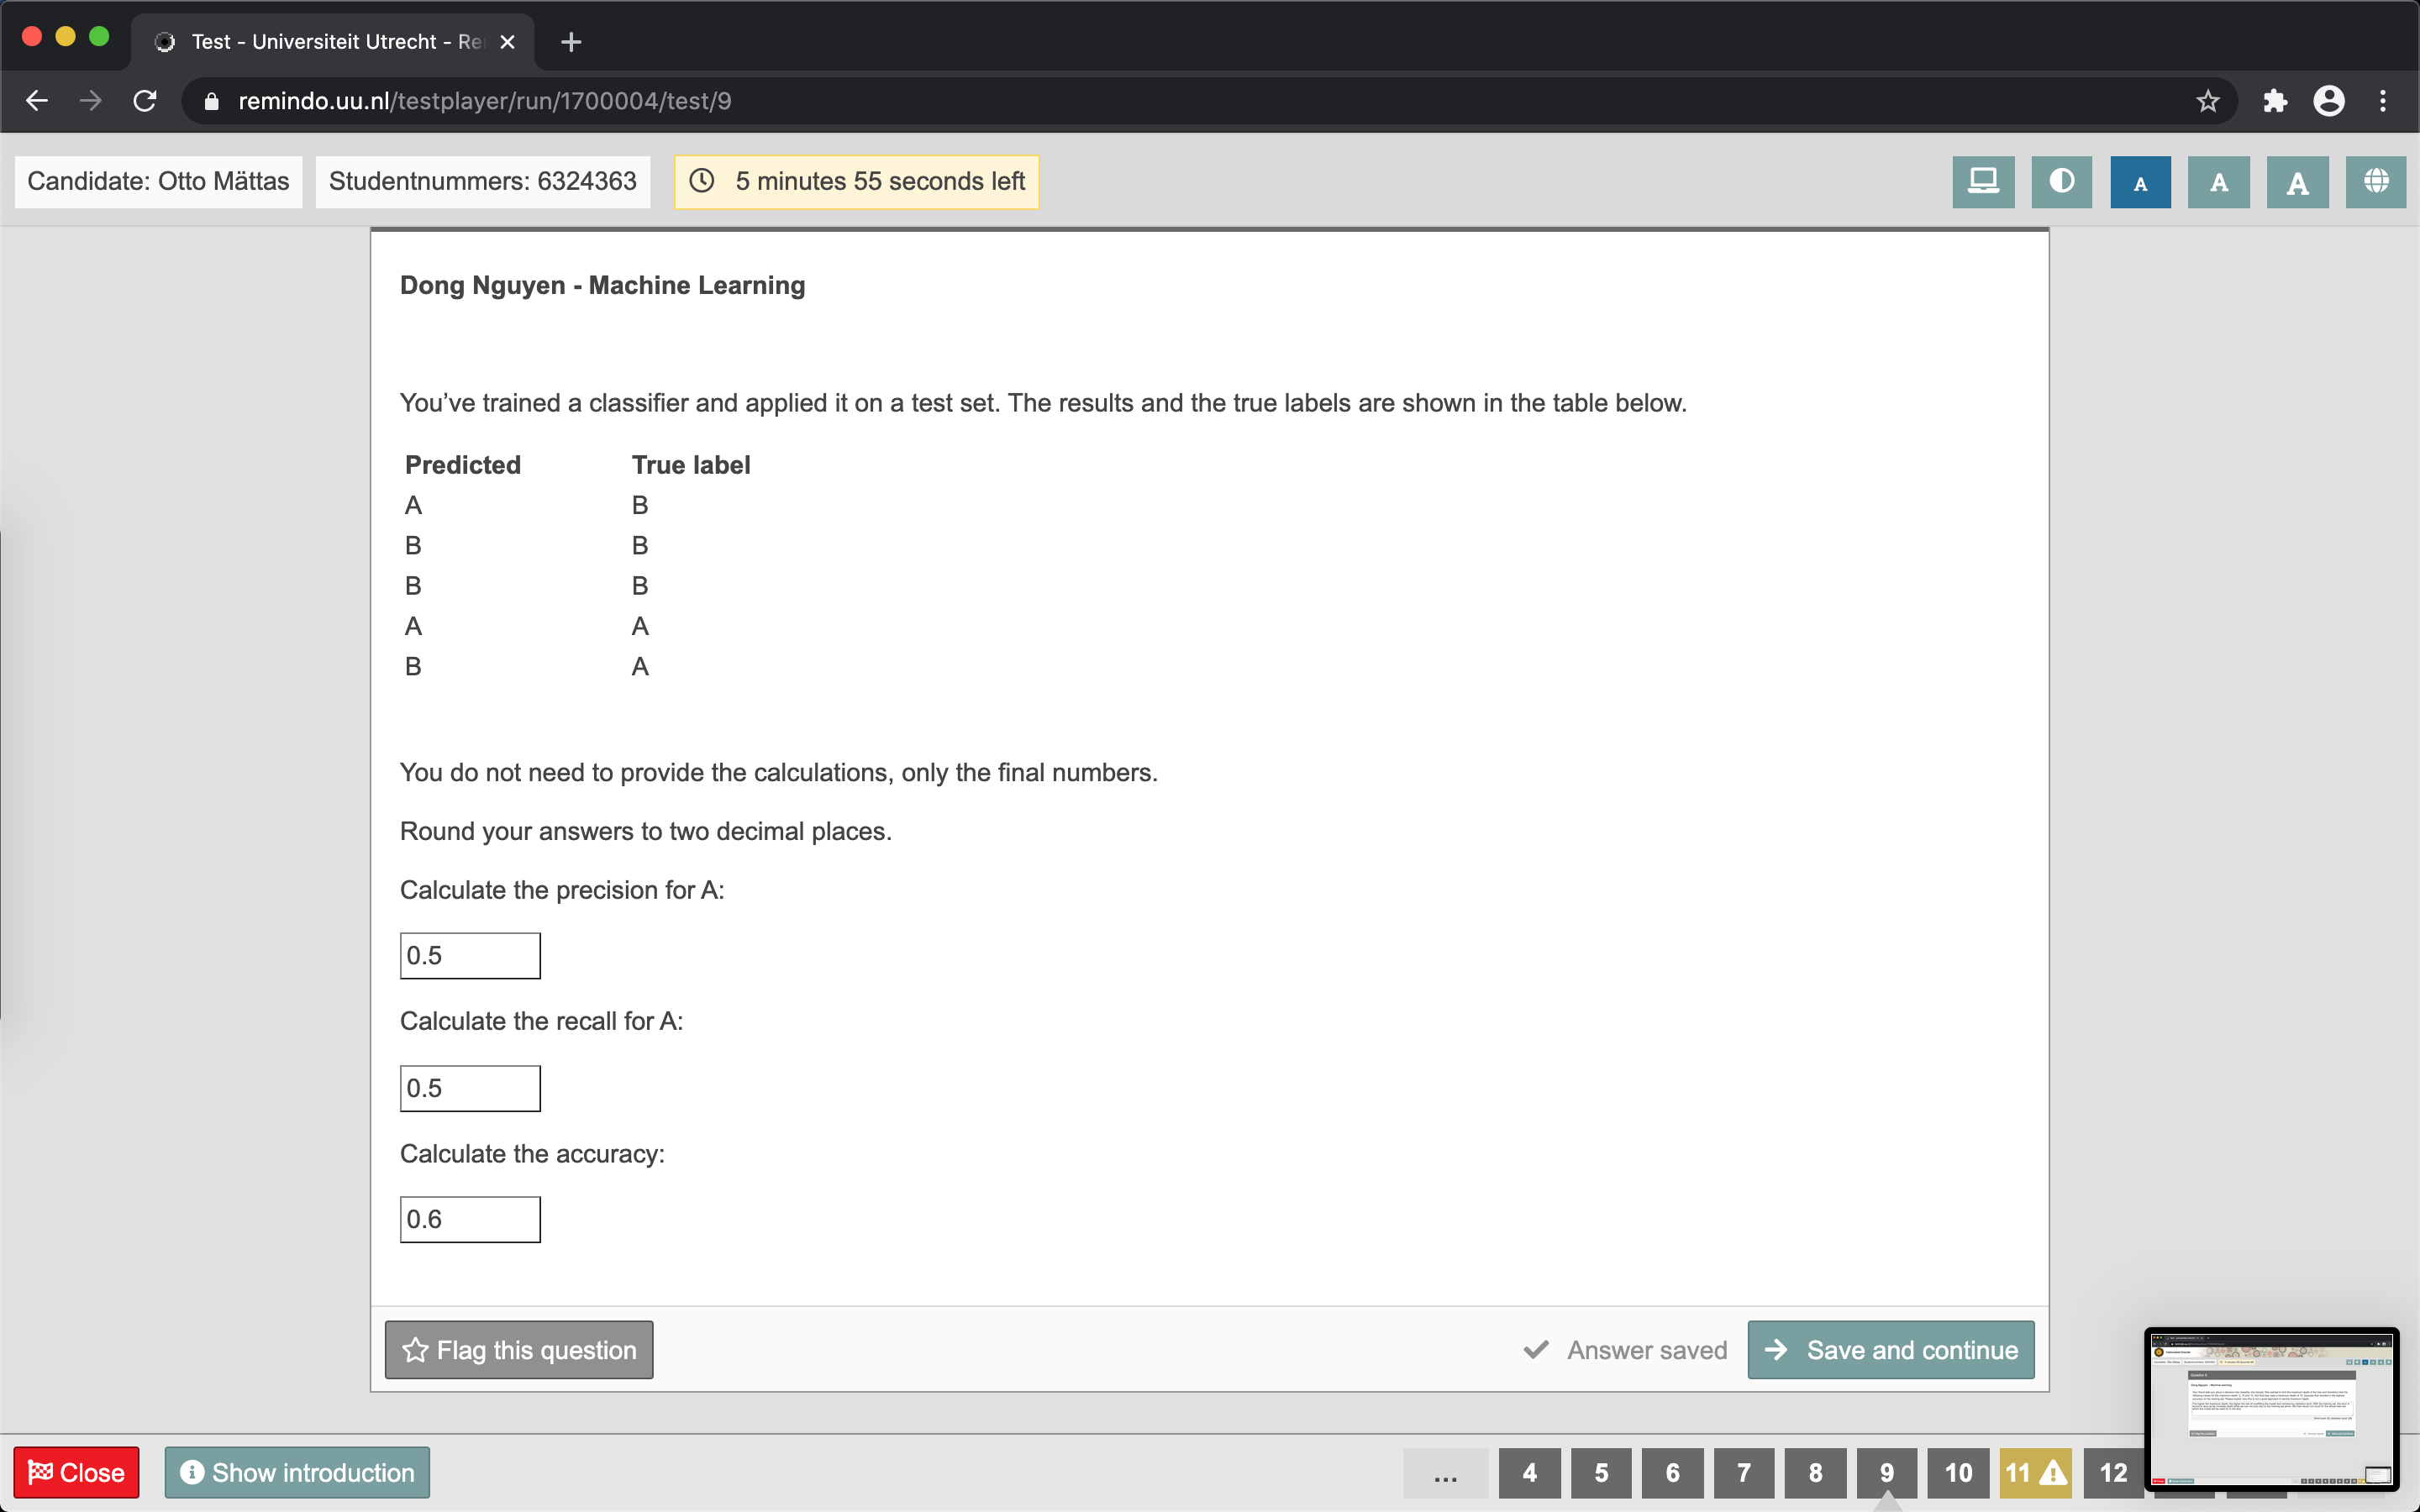 Test - Universiteit Utrecht - Re
remindo.uu.nl/testplayer/run/1700004/test/9
Candidate: Otto Mättas
Studentnummers: 6324363
5 minutes 55 seconds left
A
A
A
Dong Nguyen - Machine Learning
You've trained a classifier and applied it on a test set. The results and the true labels are shown in the table below.
Predicted True label
A B
B B
B B
A A
B A
You do not need to provide the calculations, only the final numbers.
Round your answers to two decimal places.
Calculate the precision for A:
0.5
Calculate the recall for A:
0.5
Calculate the accuracy:
0.6
Flag this question
Answer saved
Save and continue
Close
Show introduction
... 4 5 6 7 8 9 10 11 12